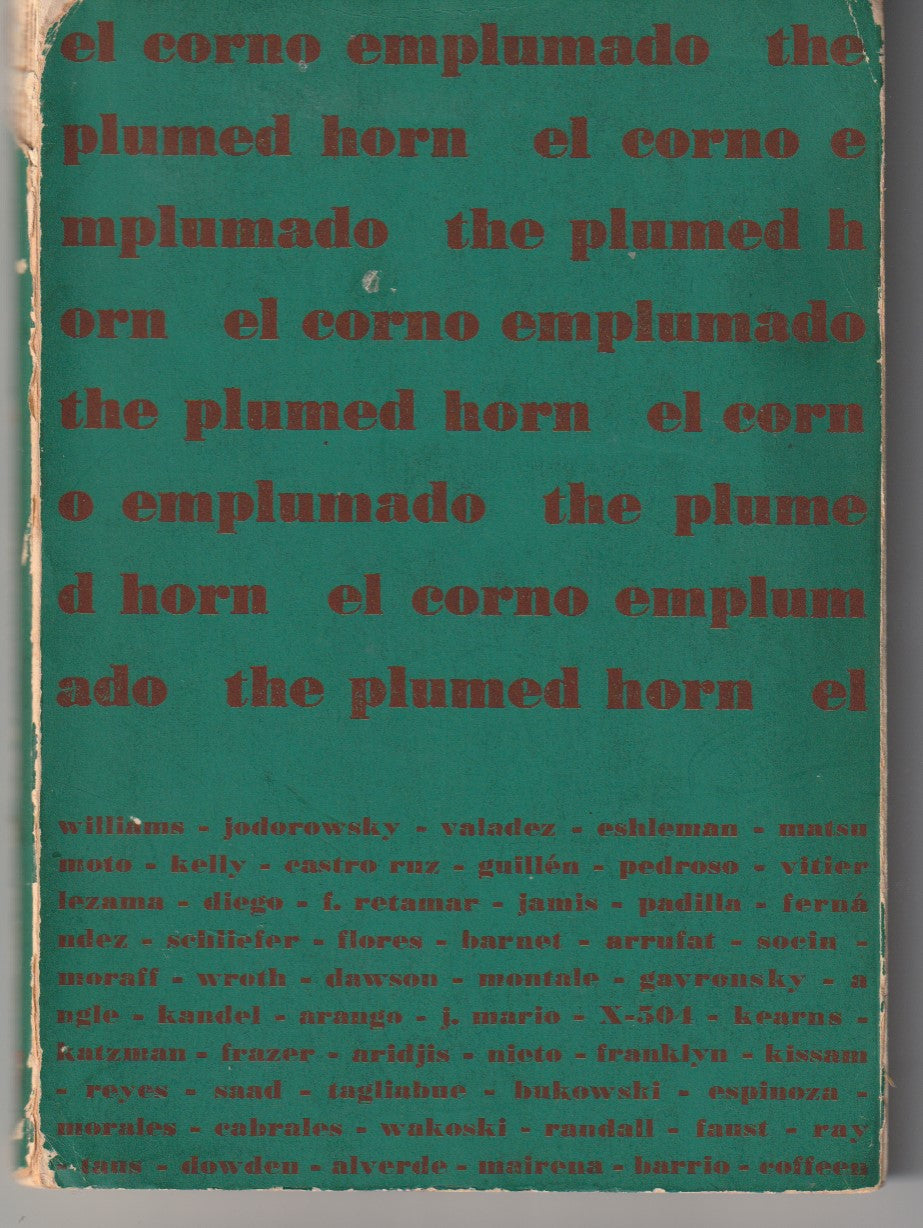 el corno emplumado the
plumed horn el corno e
mplumado the plumed h
orn el corno emplumado
the plumed horn el corn
o emplumado the plume
d horn el corno emplum
ado the plumed horn el
williams - jodorowsky - valadez - eshleman - matsu
moto - kelly - castro ruz - guillén - pedroso - vitier
lezama - diego - f. retamar - jamis - padilla - ferná
ndez - schliefer - flores - barnet - arrufat - socin -
moraff - wroth - dawson - montale - gavronsky - a
ngle - kandel - arango - j. mario - X-504 - kearns -
katzman - frazer - aridjis - nieto - franklyn - kissam
- reyes - saad - tagliabue - bukowski - espinoza -
morales - cabrales - wakoski - randall - faust - ray
- taus - dowden - alverde - mairena - barrio - coffeen